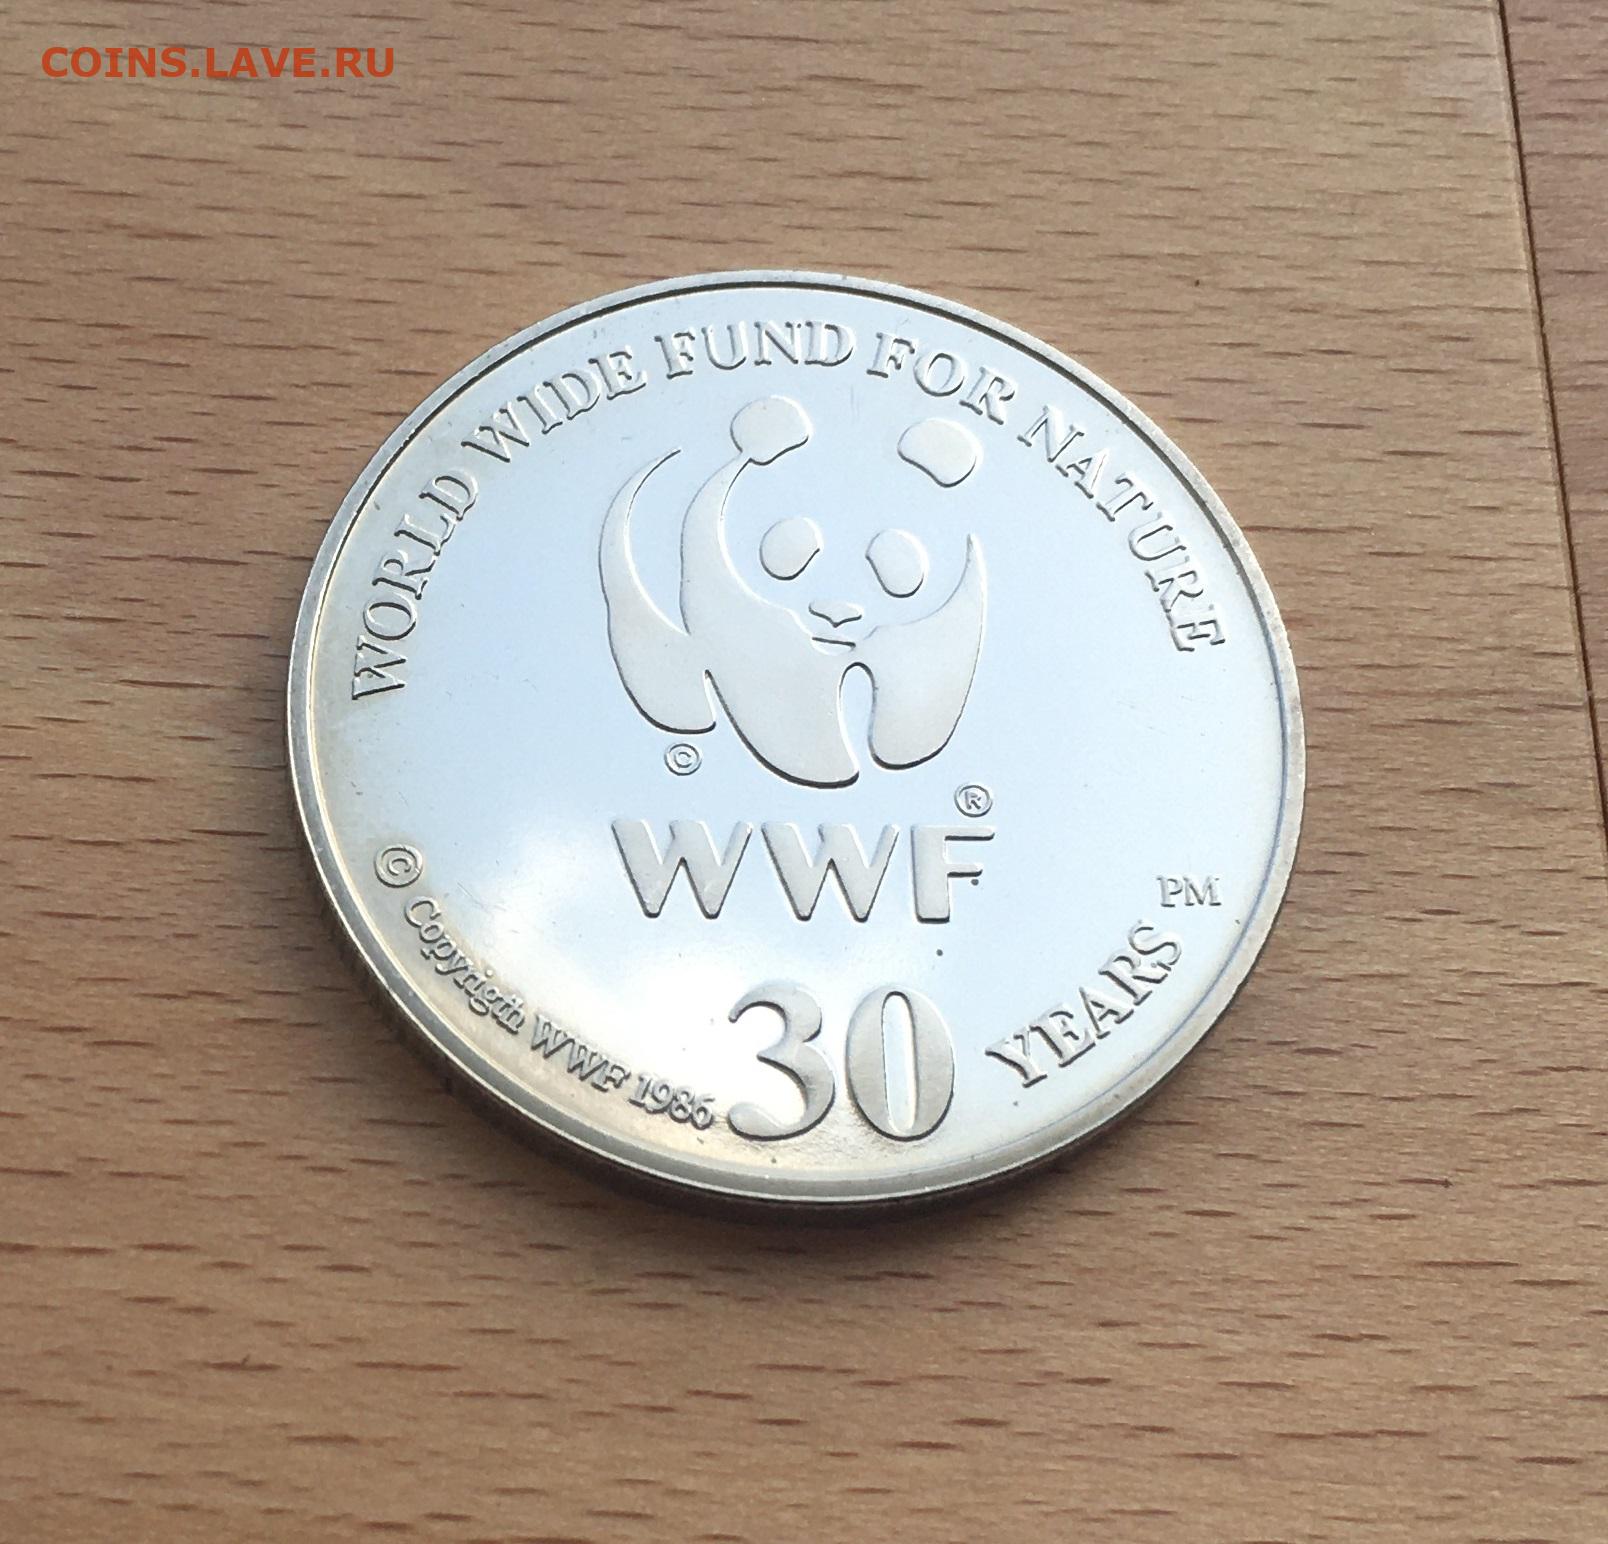 COINS.LAVE.RU
WORLD WIDE FUND FOR NATURE
©
®
WWF
© Copyrigth WWF 1986
30 YEARS
PM